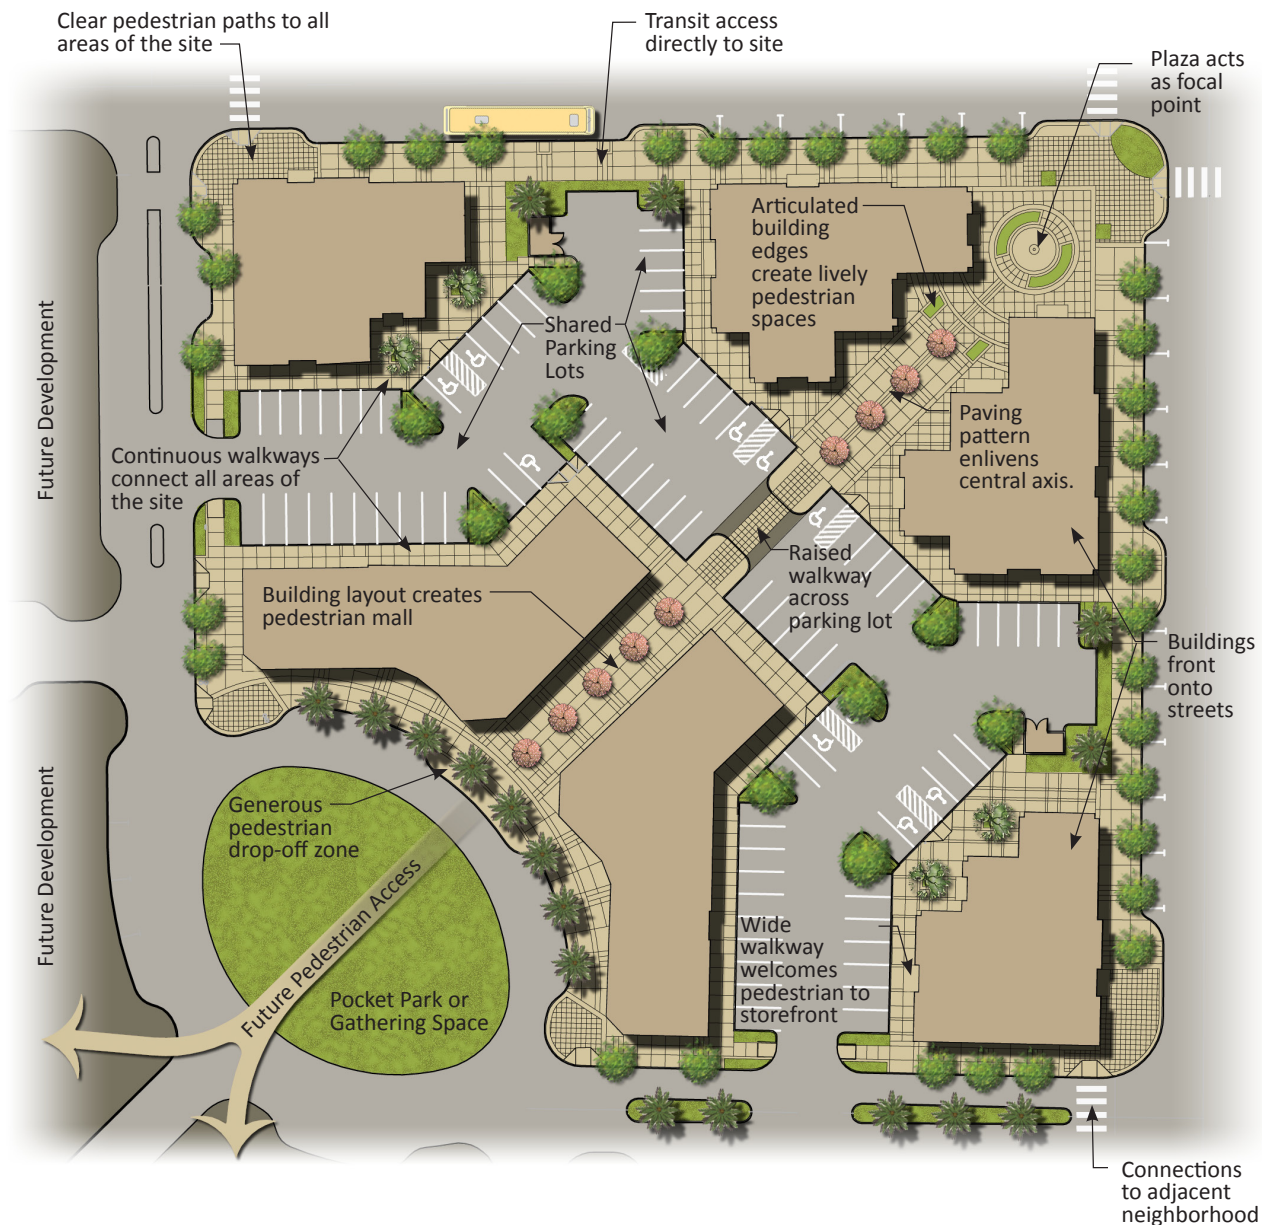 Clear pedestrian paths to all
areas of the site
Transit access
directly to site
Plaza acts
as focal
point
Articulated
building
edges
create lively
pedestrian
spaces
Shared
Parking
Lots
Future Development
Paving
pattern
enlivens
central axis.
Continuous walkways
connect all areas of
the site
Raised
walkway
across
parking lot
Building layout creates
pedestrian mall
Buildings
front
onto
streets
Generous
pedestrian
drop-off zone
Future Development
Future Pedestrian Access
Wide
walkway
welcomes
pedestrian to
storefront
Pocket Park or
Gathering Space
Connections
to adjacent
neighborhood